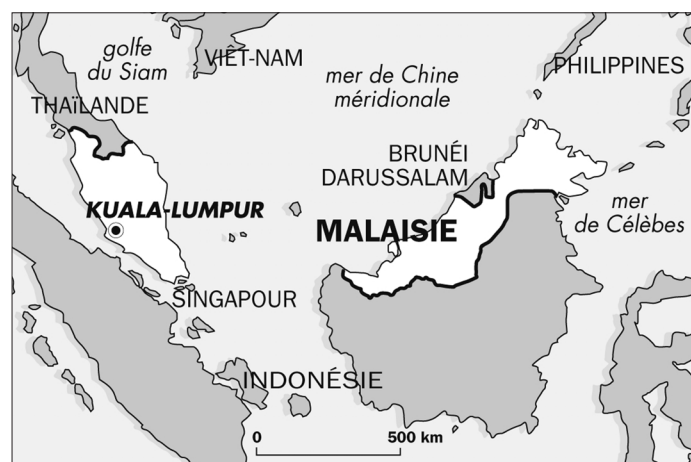 golfe
du Siam
VIÊT-NAM
mer de Chine
méridionale
PHILIPPINES
THAïLANDE
BRUNÉI
DARUSSALAM
KUALA-LUMPUR
MALAISIE
mer
de Célèbes
SINGAPOUR
INDONÉSIE
0 500 km